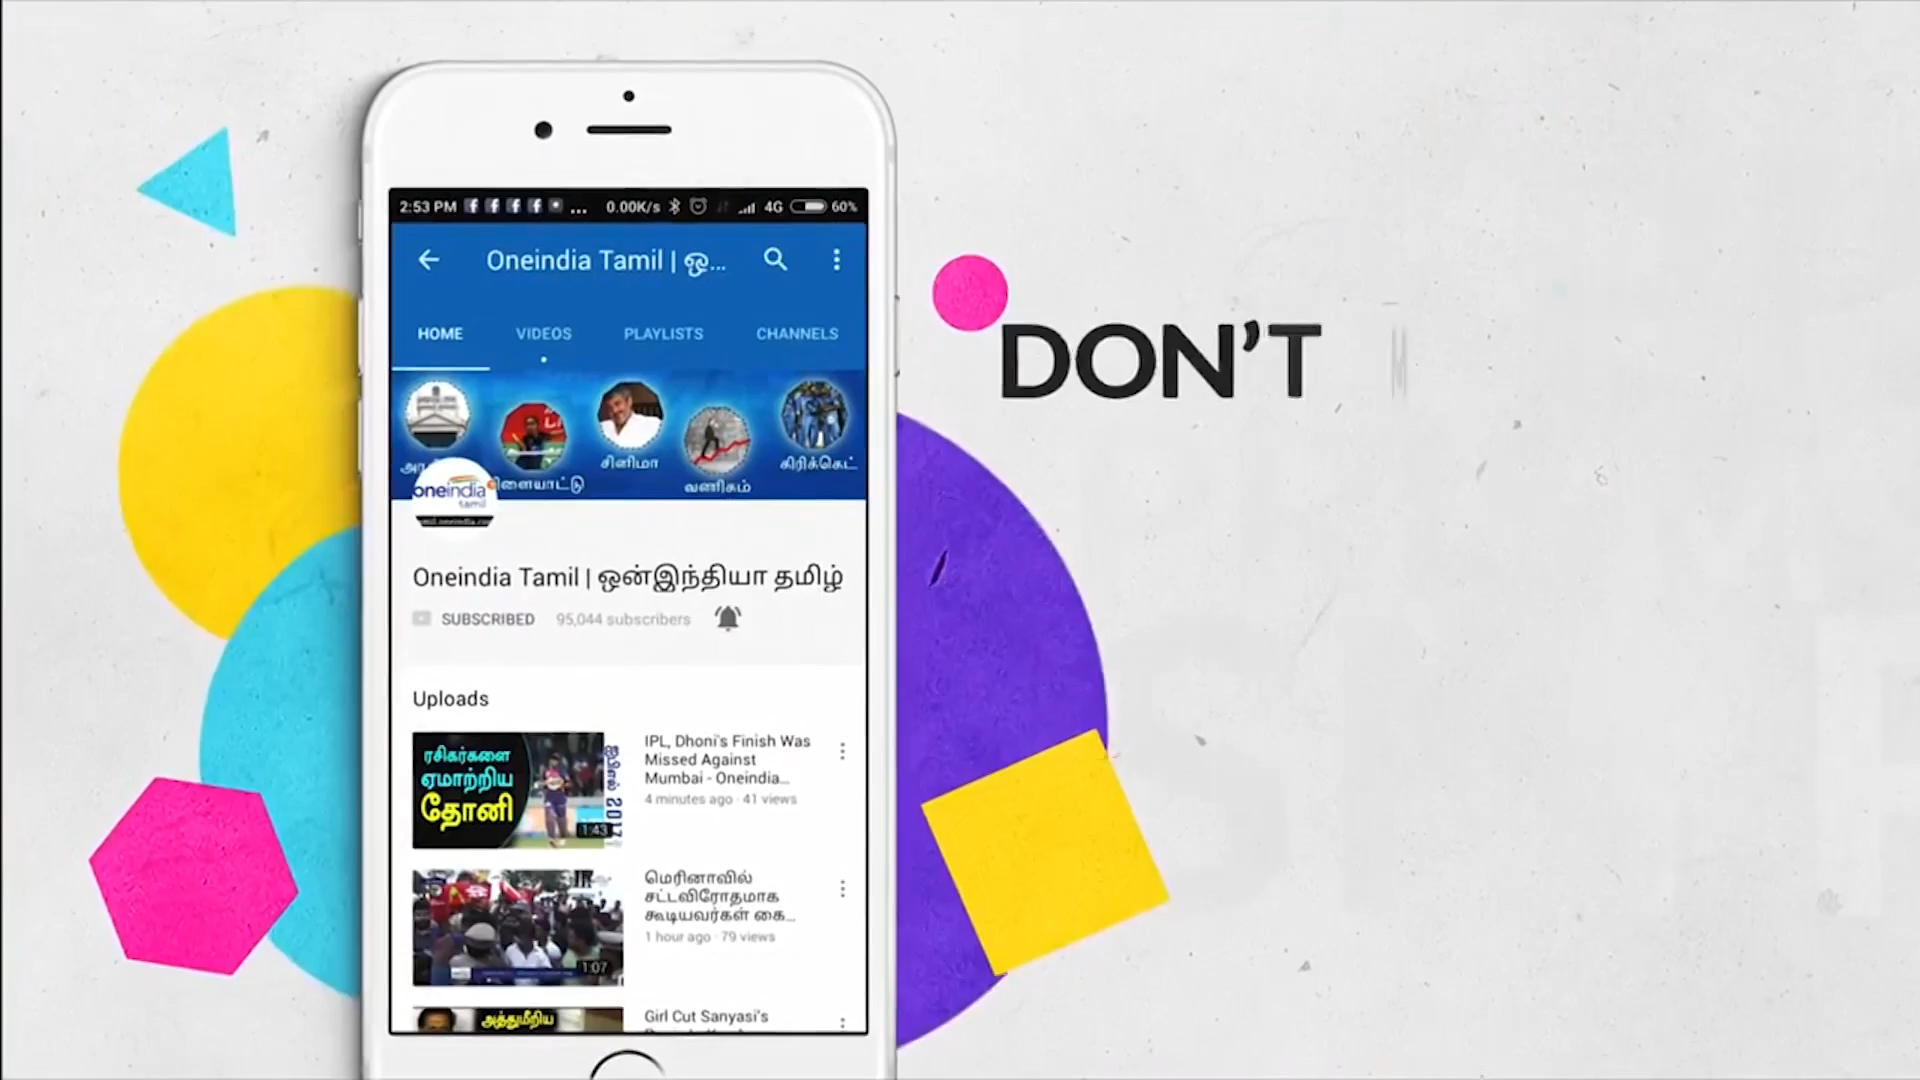 2:53 PM
0.00K/s
4G
60%
Oneindia Tamil | ஒ...
HOME
VIDEOS
PLAYLISTS
CHANNELS
சினிமா
கிரிக்கெட்
வணிகம்
oneindia
tamil
Oneindia Tamil | ஒன்இந்தியா தமிழ்
SUBSCRIBED
95,044 subscribers
Uploads
ரசிகர்களை
ஏமாற்றிய
தோனி
1:43
IPL, Dhoni's Finish Was
Missed Against
Mumbai - Oneindia...
4 minutes ago · 41 views
மெரினாவில்
சட்டவிரோதமாக
கூடியவர்கள் கை...
1 hour ago · 79 views
1:07
அத்துமீறிய
Girl Cut Sanyasi's
DON'T